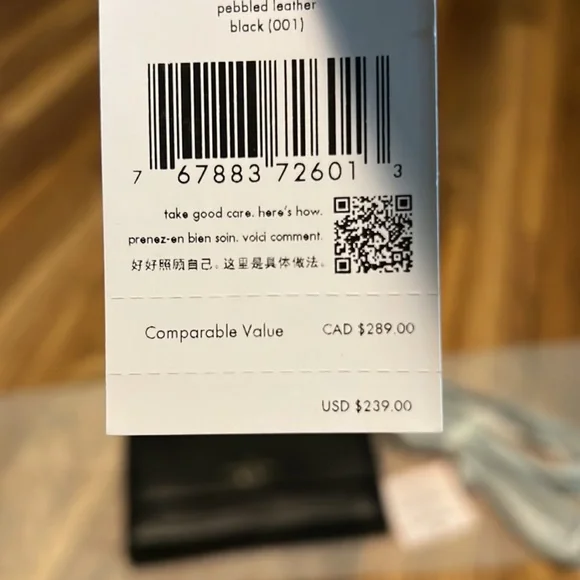 pebbled leather
black (001)
7 67883 72601 3
take good care. here's how.
prenez-en bien soin. voici comment.
好好照顾自己。这里是具体做法。
Comparable Value CAD $289.00
USD $239.00